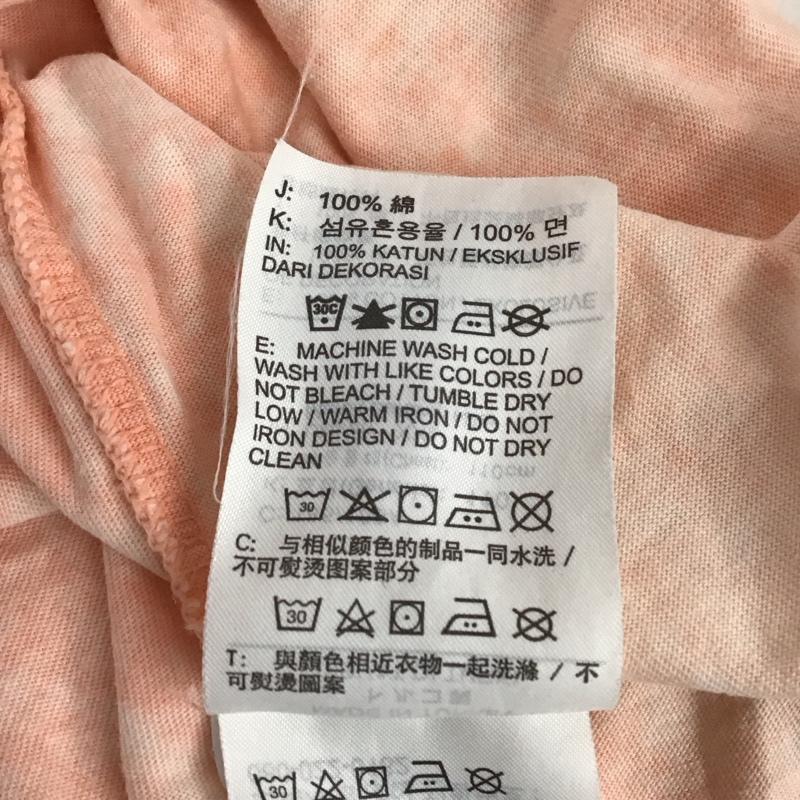 J: 100% 綿
K: 섬유혼용율 / 100% 면
IN: 100% KATUN / EKSKLUSIF
DARI DEKORASI
30C
E: MACHINE WASH COLD /
WASH WITH LIKE COLORS / DO
NOT BLEACH / TUMBLE DRY
LOW / WARM IRON / DO NOT
IRON DESIGN / DO NOT DRY
CLEAN
30
C: 与相似颜色的制品一同水洗 /
不可熨烫图案部分
30
T: 與顏色相近衣物一起洗滌 / 不
可熨燙圖案
30